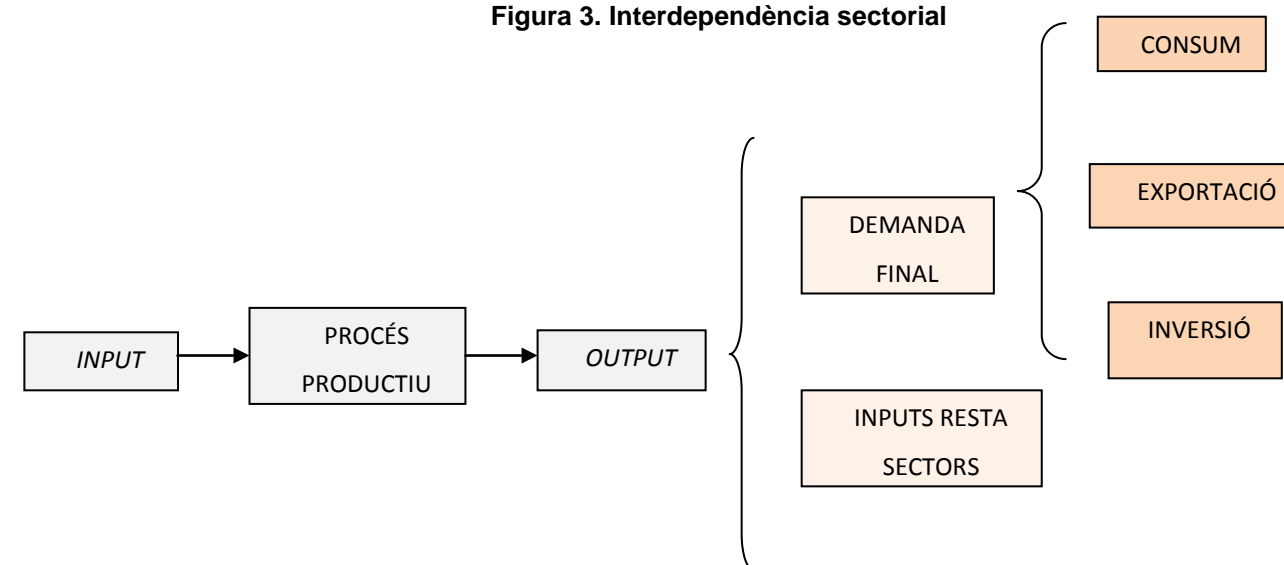 Figura 3. Interdependència sectorial
CONSUM
EXPORTACIÓ
DEMANDA
FINAL
INVERSIÓ
INPUT
PROCÉS
PRODUCTIU
OUTPUT
INPUTS RESTA
SECTORS